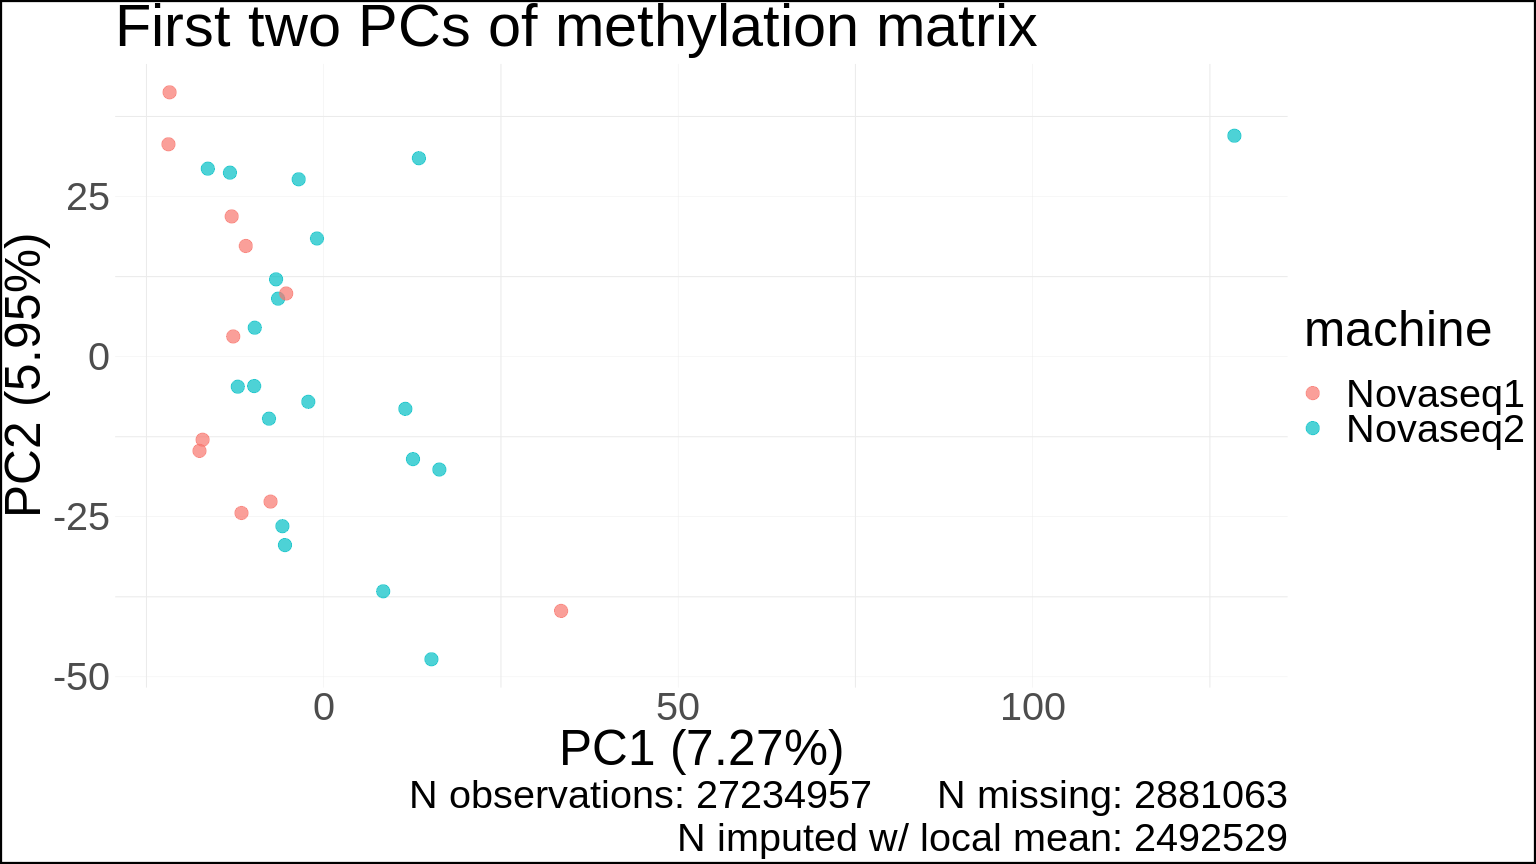 First two PCs of methylation matrix
25
0
-25
-50
PC2 (5.95%)
0 50 100
PC1 (7.27%)
machine
Novaseq1
Novaseq2
N observations: 27234957 N missing: 2881063
N imputed w/ local mean: 2492529